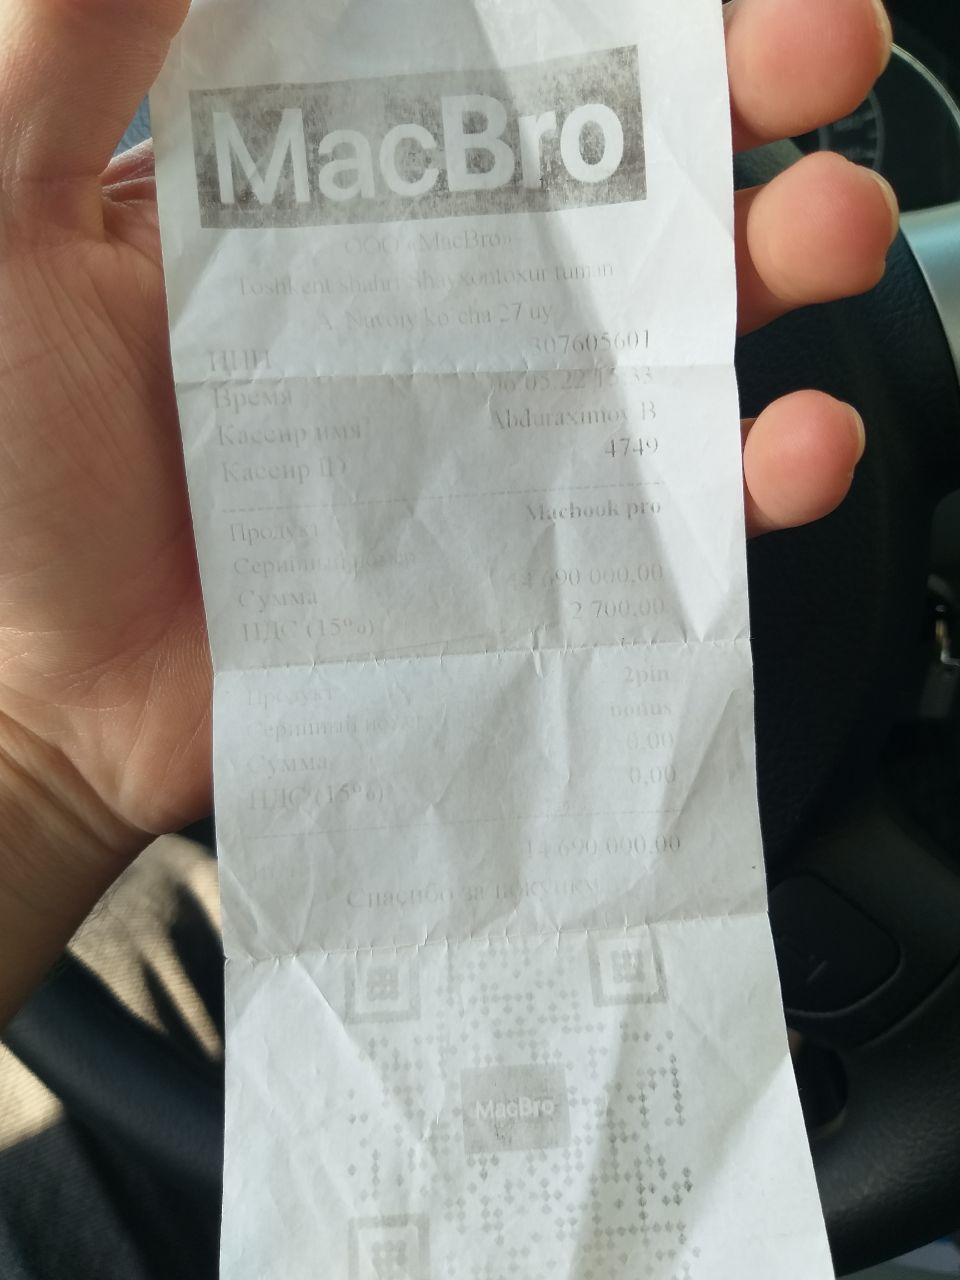 MacBro
ООО «MacBro»
Toshkent shahri Shayxontoxur tuman
A. Navoiy ko'cha 27 uy
ИНН 307605601
Время 06.05.22 15:33
Кассир имя Abduraximov B
Кассир ID 4749
Продукт Macbook pro
Серийный номер
Сумма 14 690 000,00
НДС (15%) 2 700,00
Продукт 2pin
Серийный номер bonus
Сумма 0,00
НДС (15%) 0,00
14 690 000,00
Спасибо за покупку
MacBro